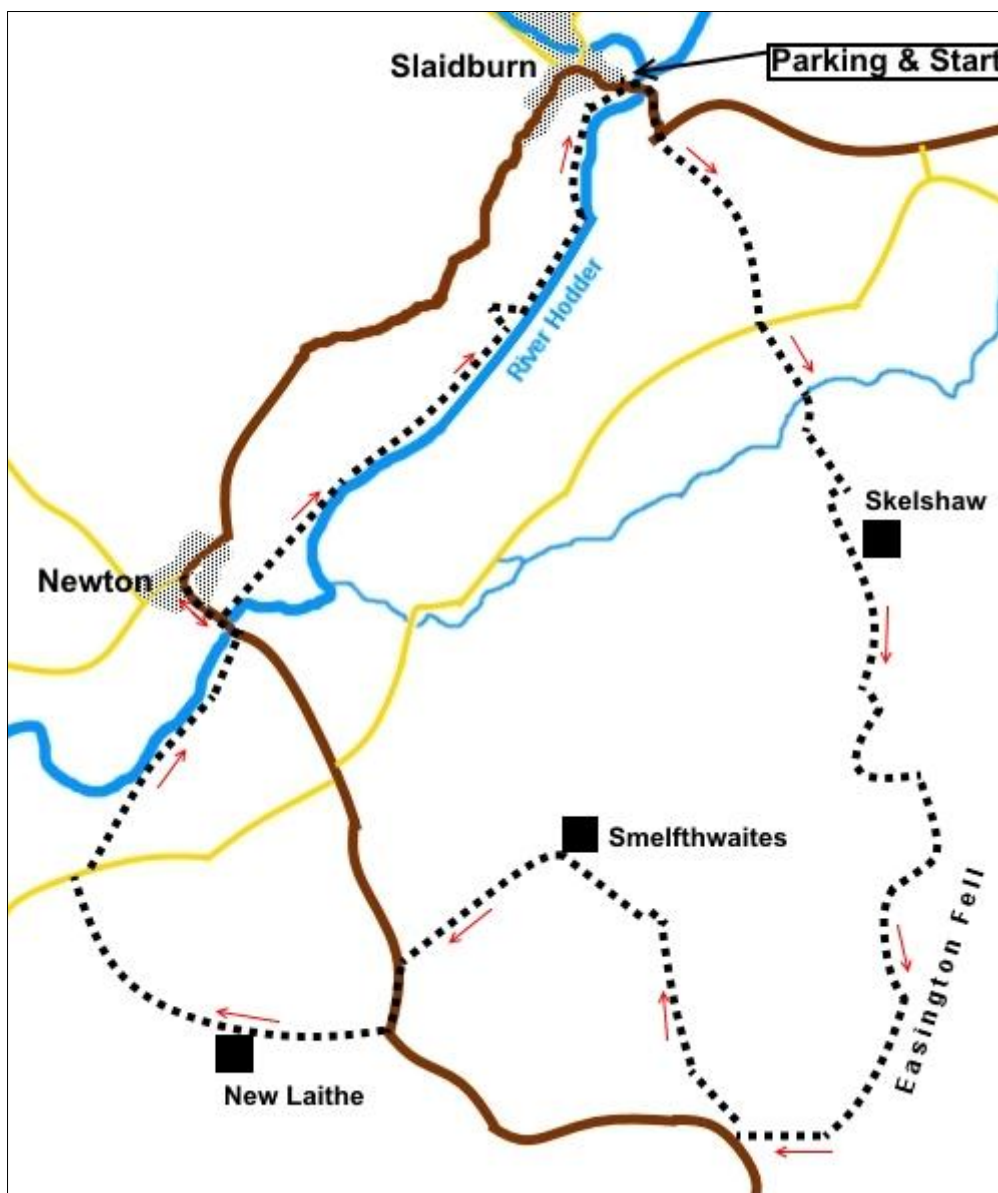 Slaidburn
Parking & Start
River Hodder
Skelshaw
Newton
Smelfthwaites
Easington Fell
New Laithe